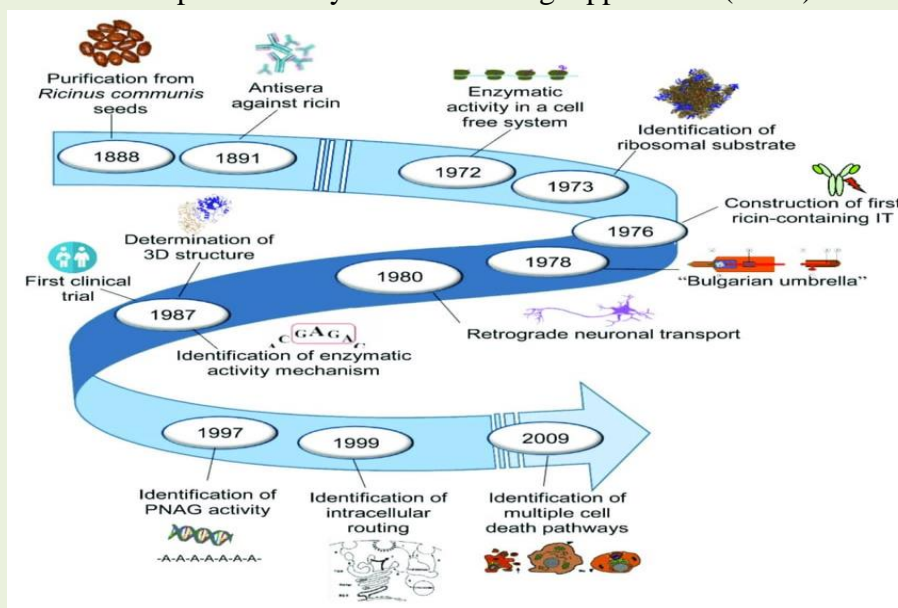 Purification from
Ricinus communis
seeds
Antisera
against ricin
Enzymatic
activity in a cell
free system
Identification of
ribosomal substrate
1888
1891
1972
1973
Construction of first
ricin-containing IT
1976
Determination of
3D structure
First clinical
trial
1987
1980
1978
"Bulgarian umbrella"
Retrograde neuronal transport
A C G A G A C
Identification of enzymatic
activity mechanism
1997
1999
2009
Identification of
PNAG activity
-A-A-A-A-A-A-A-
Identification of
intracellular
routing
Identification of
multiple cell
death pathways